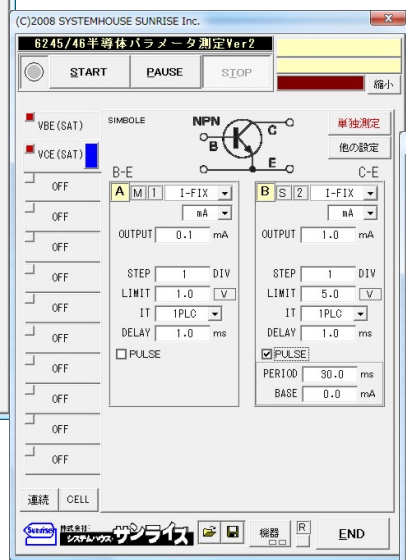 (C)2008 SYSTEMHOUSE SUNRISE Inc.
6245/46半導体パラメータ測定Ver2
START PAUSE STOP
縮小
VBE(SAT)
VCE(SAT)
OFF
OFF
OFF
OFF
OFF
OFF
OFF
OFF
OFF
OFF
連続 CELL
SIMBOLE NPN
B C E
単独測定
他の設定
B-E
A M 1 I-FIX
mA
OUTPUT 0.1 mA
STEP 1 DIV
LIMIT 1.0 V
IT 1PLC
DELAY 1.0 ms
PULSE
C-E
B S 2 I-FIX
mA
OUTPUT 1.0 mA
STEP 1 DIV
LIMIT 5.0 V
IT 1PLC
DELAY 1.0 ms
PULSE
PERIOD 30.0 ms
BASE 0.0 mA
Sunrise 株式会社 システムハウス サンライズ 機器 R END